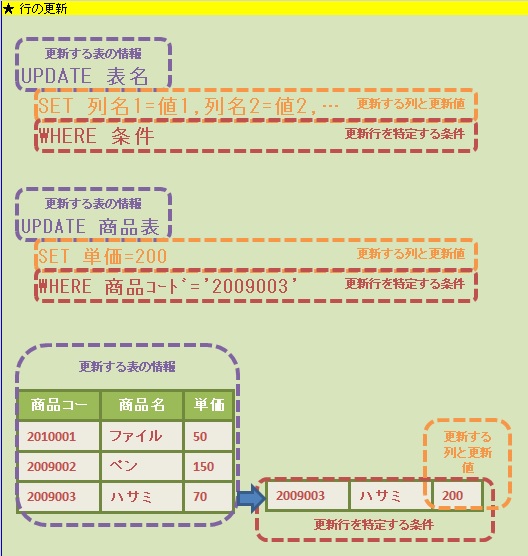 ★ 行の更新
更新する表の情報
UPDATE 表名
SET 列名1=値1,列名2=値2,… 更新する列と更新値
WHERE 条件 更新行を特定する条件
更新する表の情報
UPDATE 商品表
SET 単価=200 更新する列と更新値
WHERE 商品ｺｰﾄﾞ='2009003' 更新行を特定する条件
更新する表の情報
商品コー 商品名 単価
2010001 ファイル 50
2009002 ペン 150
2009003 ハサミ 70
更新する
列と更新
値
2009003 ハサミ 200
更新行を特定する条件